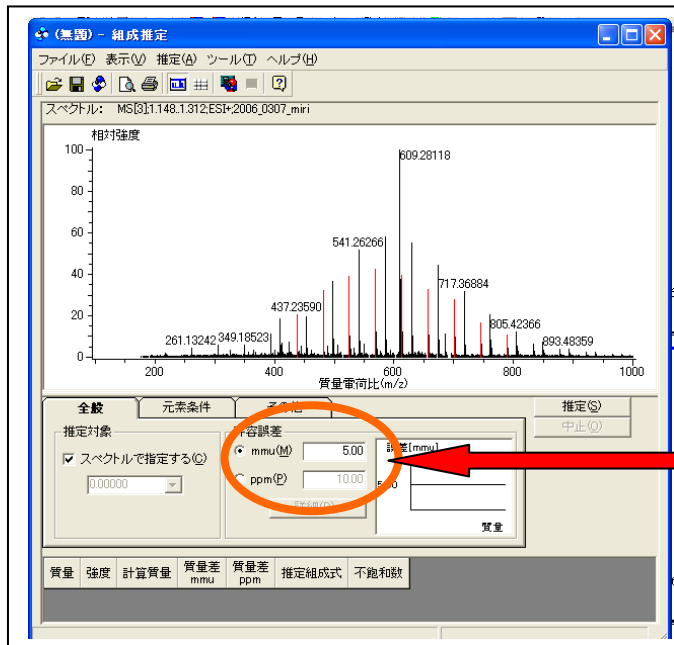 (無題) - 組成推定
ファイル(F) 表示(V) 推定(A) ツール(T) ヘルプ(H)
スペクトル: MS[3];1.148..1.312;ESI+;2006_0307_miri
相対強度
100
80
60
40
20
0
609.28118
541.26266
717.36884
437.23590
805.42366
261.13242
349.18523
893.48359
200
400
600
800
1000
質量電荷比(m/z)
全般
元素条件
推定(S)
中止(O)
推定対象
許容誤差
スペクトルで指定する(C)
0.00000
mmu(M) 5.00
ppm(P) 10.00
誤差[mmu]
質量
質量 強度 計算質量 質量差 mmu 質量差 ppm 推定組成式 不飽和数